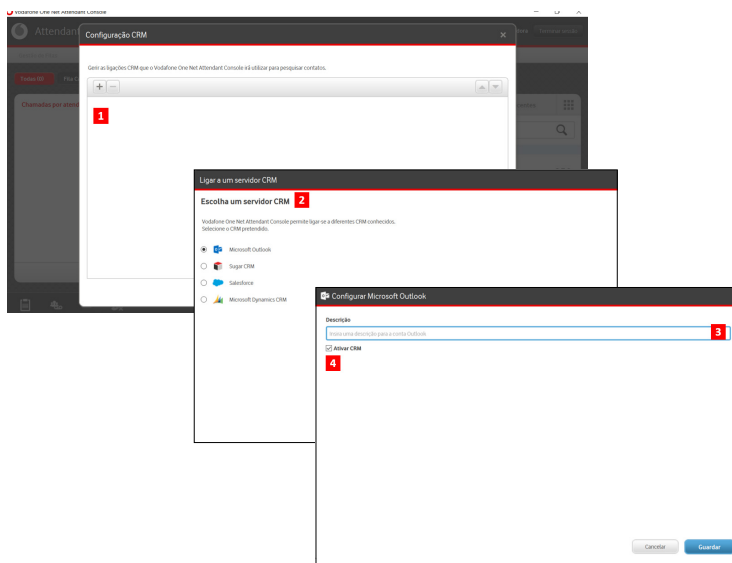 Vodafone One Net Attendant Console
Attendant
Configuração CRM
Terminar sessão
Gerir as ligações CRM que o Vodafone One Net Attendant Console irá utilizar para pesquisar contatos.
1
Ligar a um servidor CRM
Escolha um servidor CRM 2
Vodafone One Net Attendant Console permite ligar-se a diferentes CRM conhecidos.
Selecione o CRM pretendido.
Microsoft Outlook
Sugar CRM
Salesforce
Microsoft Dynamics CRM
Configurar Microsoft Outlook
Descrição
Insira uma descrição para a conta Outlook 3
Ativar CRM
4
Cancelar Guardar